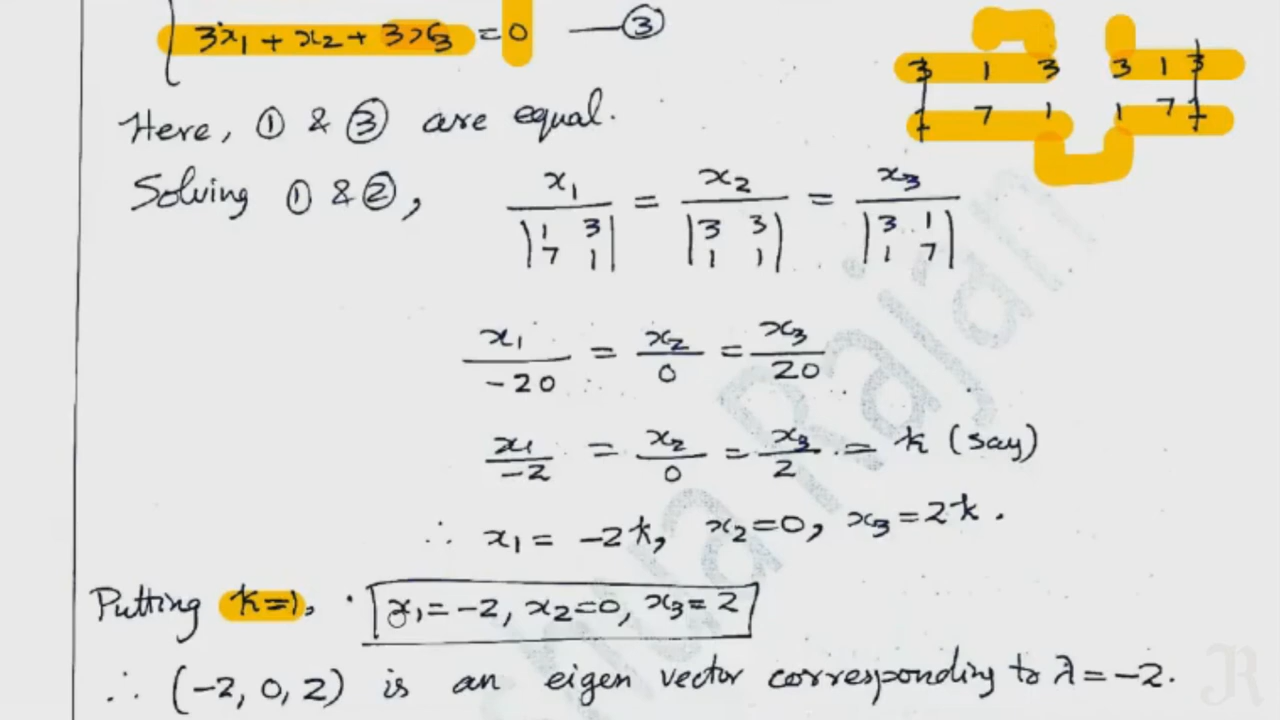 3x₁ + x₂ + 3x₃ = 0 —③
3 1 3 3 1 3
1 7 1 1 7 1
Here, ① & ③ are equal.
Solving ① & ②, x₁/|1 3; 7 1| = x₂/|3 3; 1 1| = x₃/|3 1; 1 7|
x₁/-20 = x₂/0 = x₃/20
x₁/-2 = x₂/0 = x₃/2 = k (say)
∴ x₁ = -2k, x₂=0, x₃=2k.
Putting k=1, x₁=-2, x₂=0, x₃=2
∴ (-2, 0, 2) is an eigen vector corresponding to λ=-2.
Rajam
JR